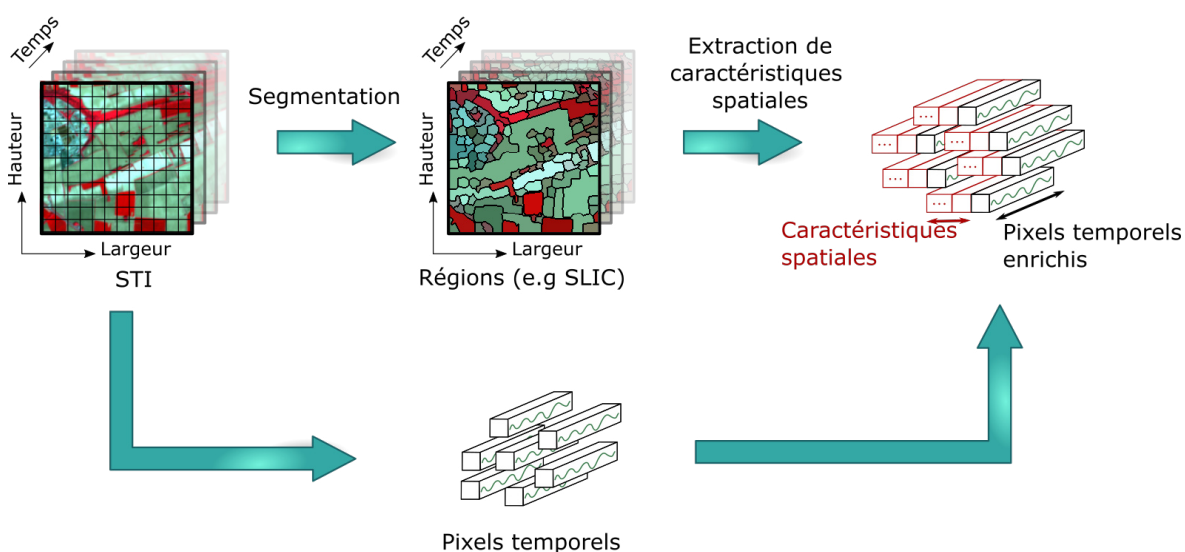 Temps
Hauteur
Largeur
STI
Segmentation
Temps
Hauteur
Largeur
Régions (e.g SLIC)
Extraction de
caractéristiques
spatiales
...
...
...
...
...
...
Caractéristiques
spatiales
Pixels temporels
enrichis
Pixels temporels